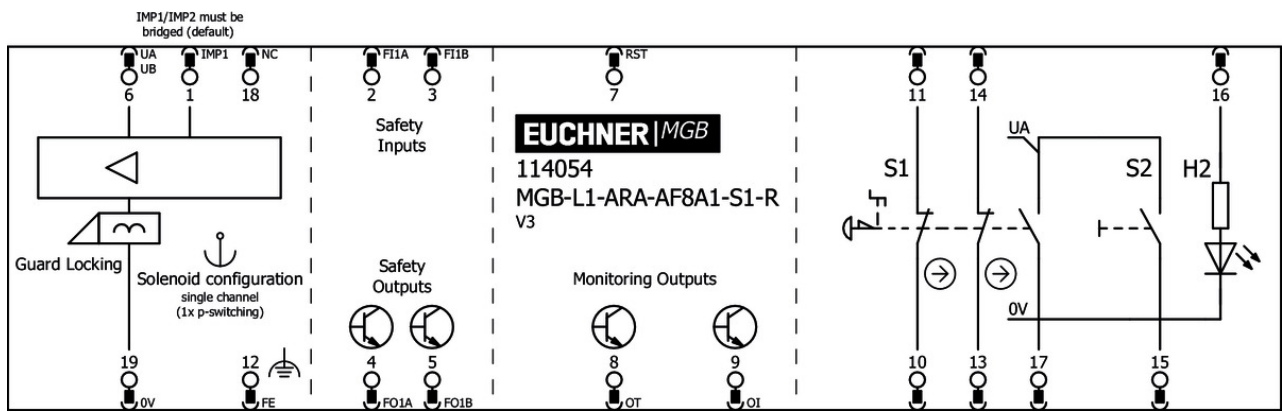 IMP1/IMP2 must be
bridged (default)
UA
UB
IMP1
NC
FI1A
FI1B
RST
6
1
18
2
3
7
11
14
16
Safety
Inputs
EUCHNER|MGB
114054
MGB-L1-ARA-AF8A1-S1-R
V3
UA
S1
S2
H2
Guard Locking
Solenoid configuration
single channel
(1x p-switching)
Safety
Outputs
Monitoring Outputs
0V
19
12
4
5
8
9
10
13
17
15
0V
FE
FO1A
FO1B
OT
OI